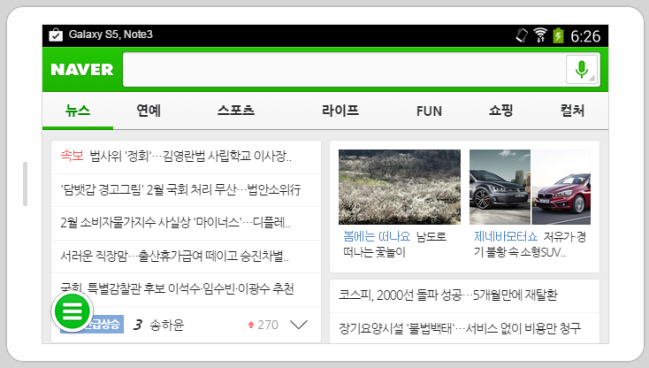 Galaxy S5, Note3
6:26
NAVER
뉴스 연예 스포츠 라이프 FUN 쇼핑 컬처
속보 법사위 '정회'…김영란법 사립학교 이사장..
'담뱃갑 경고그림' 2월 국회 처리 무산…법안소위行
2월 소비자물가지수 사실상 '마이너스'…디플레..
서러운 직장맘…출산휴가급여 떼이고 승진차별..
국회, 특별감찰관 후보 이석수·임수빈·이광수 추천
급상승 3 송하윤 270
봄에는 떠나요 남도로
떠나는 꽃놀이
제네바모터쇼 저유가·경
기 불황 속 소형SUV..
코스피, 2000선 돌파 성공…5개월만에 재탈환
장기요양시설 '불법백태'…서비스 없이 비용만 청구